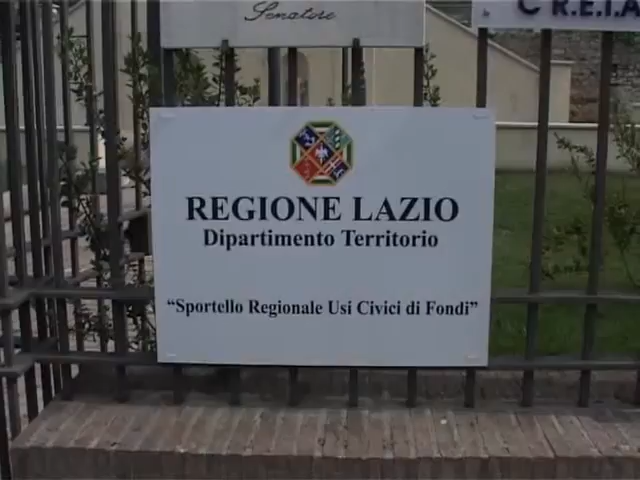 Senatore
C R.E.I.A
REGIONE LAZIO
Dipartimento Territorio
“Sportello Regionale Usi Civici di Fondi”